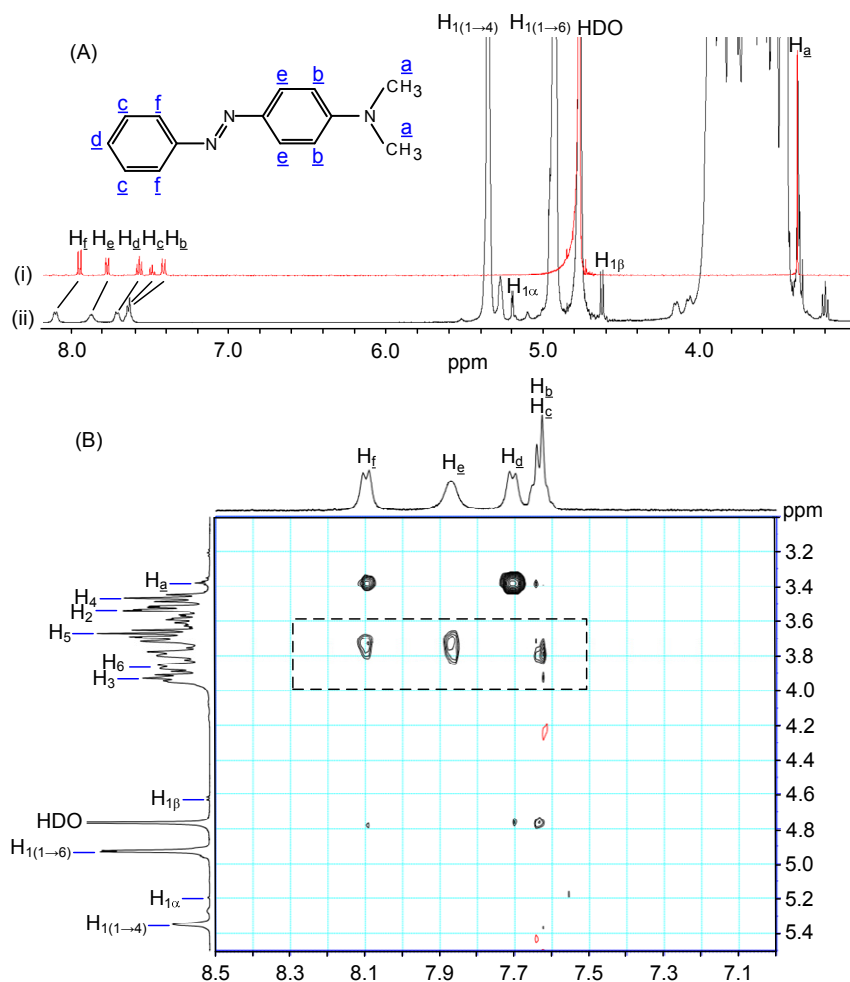 (A)
H1(1→4) H1(1→6) HDO
Ha
e b a
CH3
c f
d N N N
c f e b CH3
a
Hf He Hd Hc Hb
(i)
H1α H1β
(ii)
8.0 7.0 6.0 5.0 4.0
ppm
(B)
Hb
Hc
Hf He Hd
ppm
Ha
H4
H2
H5
H6
H3
H1β
HDO
H1(1→6)
H1α
H1(1→4)
3.2
3.4
3.6
3.8
4.0
4.2
4.4
4.6
4.8
5.0
5.2
5.4
8.5 8.3 8.1 7.9 7.7 7.5 7.3 7.1